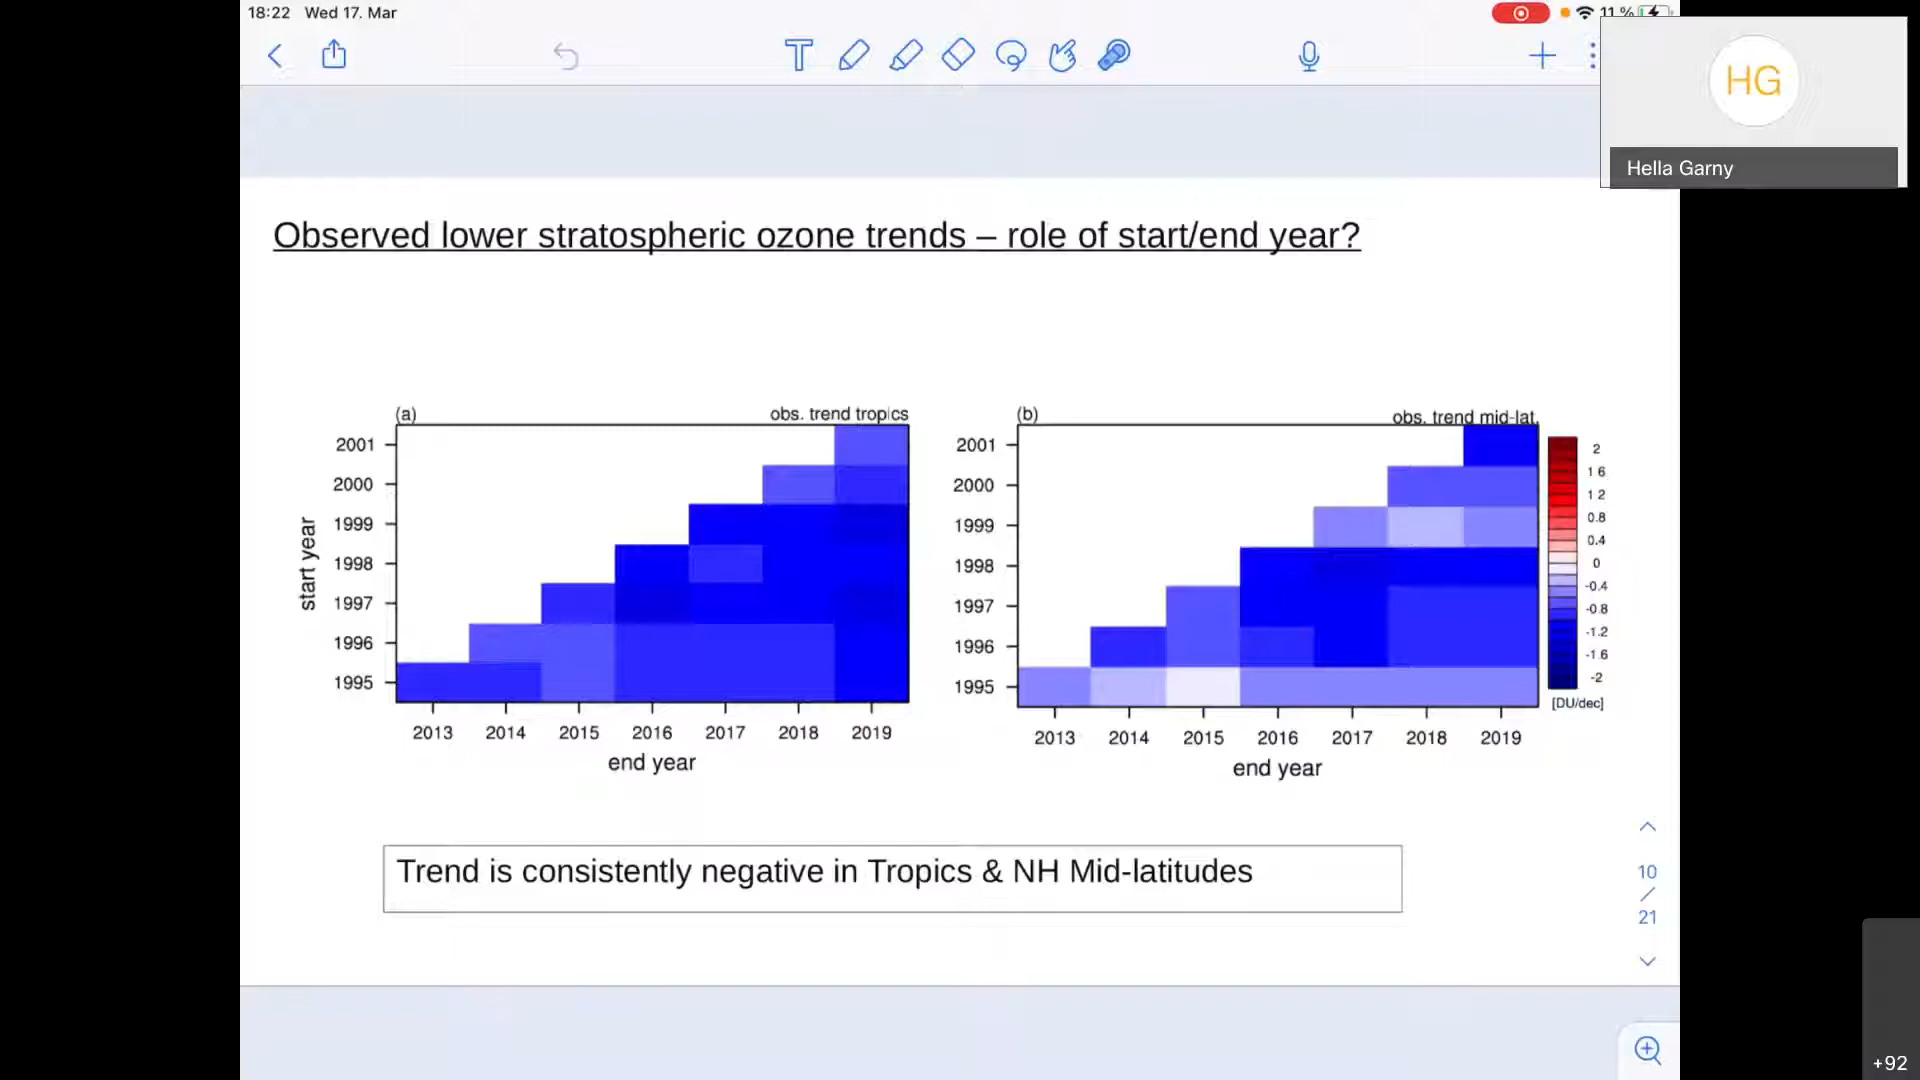 18:22 Wed 17. Mar
11 %
HG
Hella Garny
Observed lower stratospheric ozone trends – role of start/end year?
(a) obs. trend tropics
start year
2001
2000
1999
1998
1997
1996
1995
2013 2014 2015 2016 2017 2018 2019
end year
(b) obs. trend mid-lat.
2001
2000
1999
1998
1997
1996
1995
2013 2014 2015 2016 2017 2018 2019
end year
2
1 6
1 2
0.8
0.4
0
-0.4
-0.8
-1.2
-1.6
-2
[DU/dec]
Trend is consistently negative in Tropics & NH Mid-latitudes
10
/
21
+92